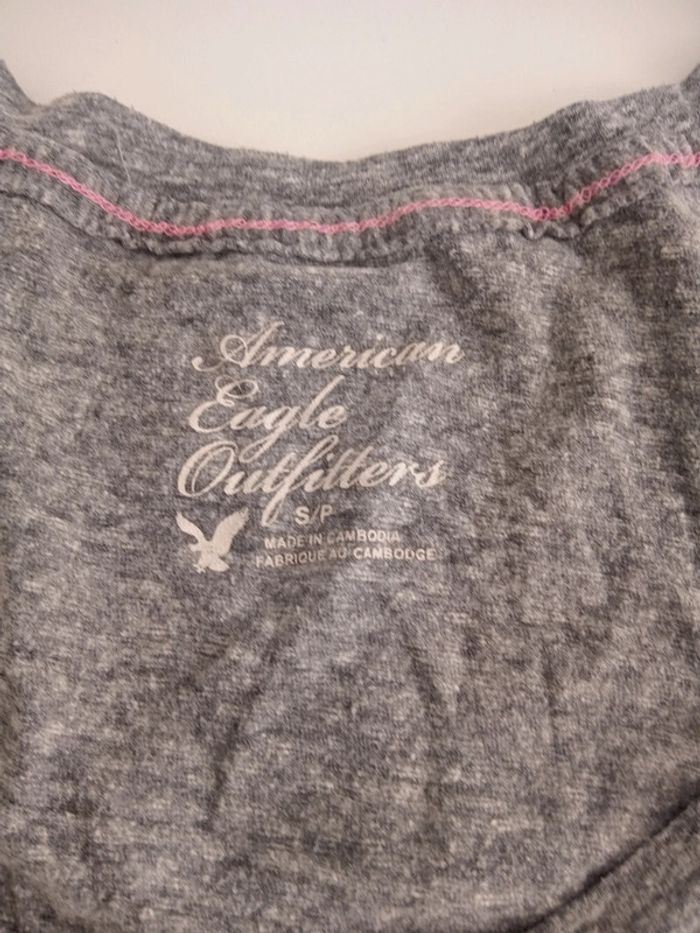 American
Eagle
Outfitters
S/P
MADE IN CAMBODIA
FABRIQUE AU CAMBODGE